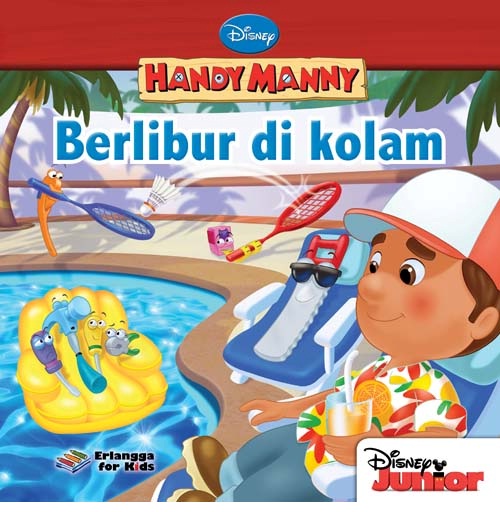 Disney
HANDY MANNY
Berlibur di kolam
Erlangga
for Kids
Disney
Junior